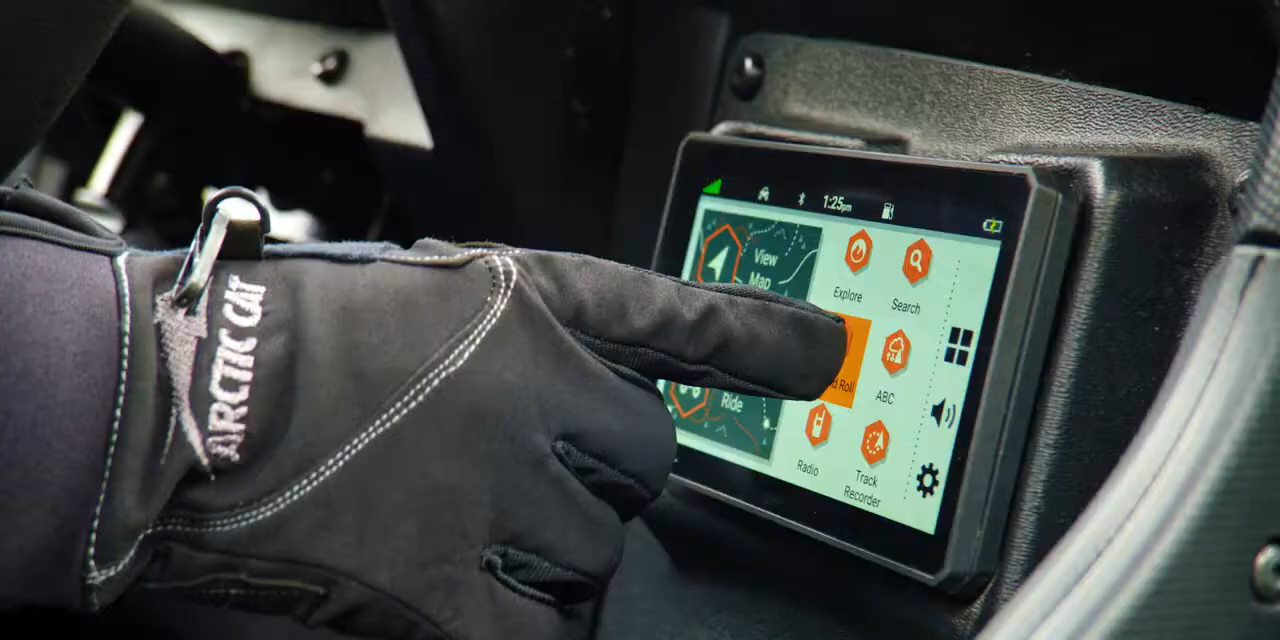 ARCTIC CAT
1:25pm
View
Map
Explore
Search
d Roll
ABC
Ride
Radio
Track
Recorder